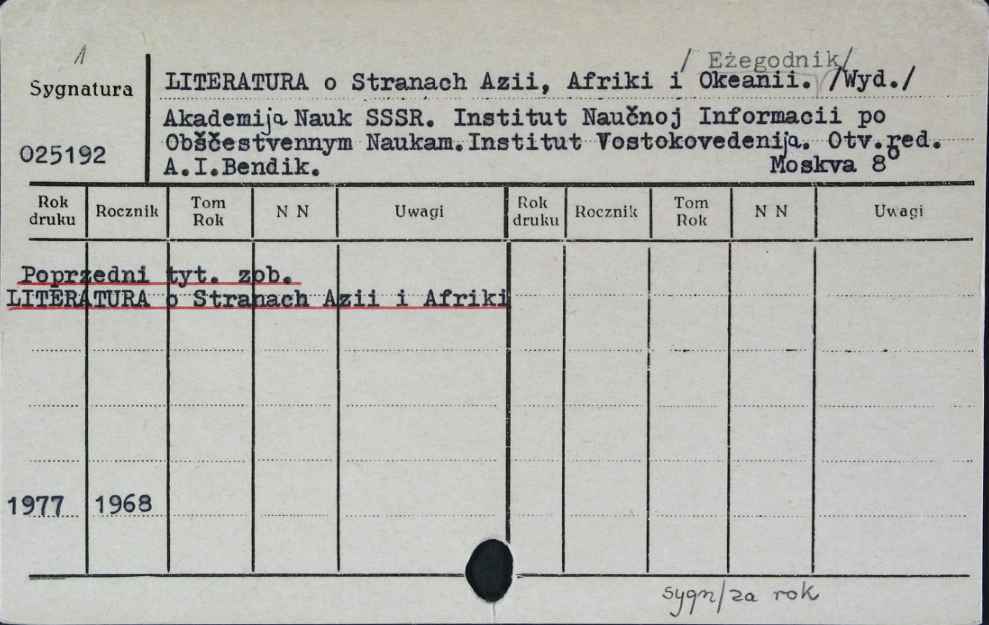 1
/ Eżegodnik/
Sygnatura
LITERATURA o Stranach Azii, Afriki i Okeanii. /Wyd./
Akademija Nauk SSSR. Institut Naučnoj Informacii po
025192
Obščestvennym Naukam. Institut Vostokovedenija. Otv.red.
A.I.Bendik. Moskva 8°
Rok druku Rocznik Tom Rok N N Uwagi Rok druku Rocznik Tom Rok N N Uwagi
Poprzedni tyt. zob.
LITERATURA o Stranach Azii i Afriki
1977 1968
sygn/za rok